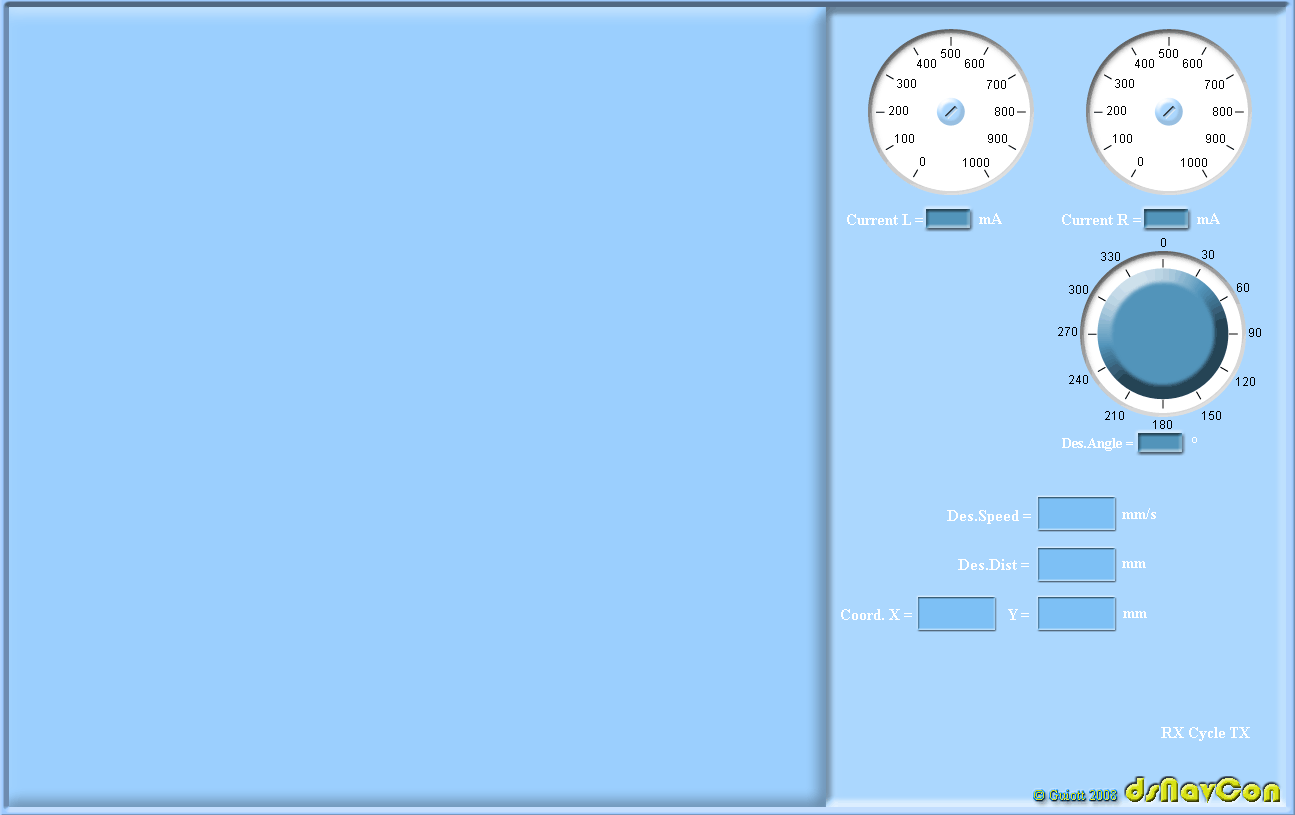 500
400 600
300 700
200 800
100 900
0 1000
500
400 600
300 700
200 800
100 900
0 1000
Current L = mA
Current R = mA
0
330 30
300 60
270 90
240 120
210 150
180
Des.Angle = °
Des.Speed = mm/s
Des.Dist = mm
Coord. X = Y = mm
RX Cycle TX
© Guiott 2008 dsNavCon